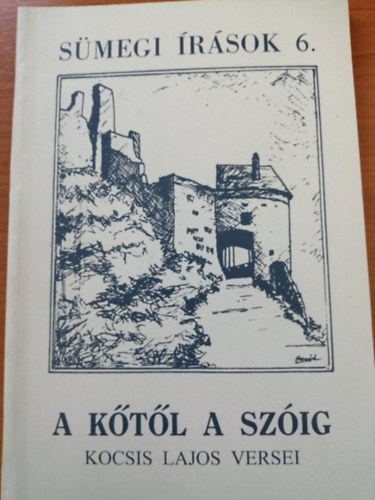 SÜMEGI ÍRÁSOK 6.
A KŐTŐL A SZÓIG
KOCSIS LAJOS VERSEI